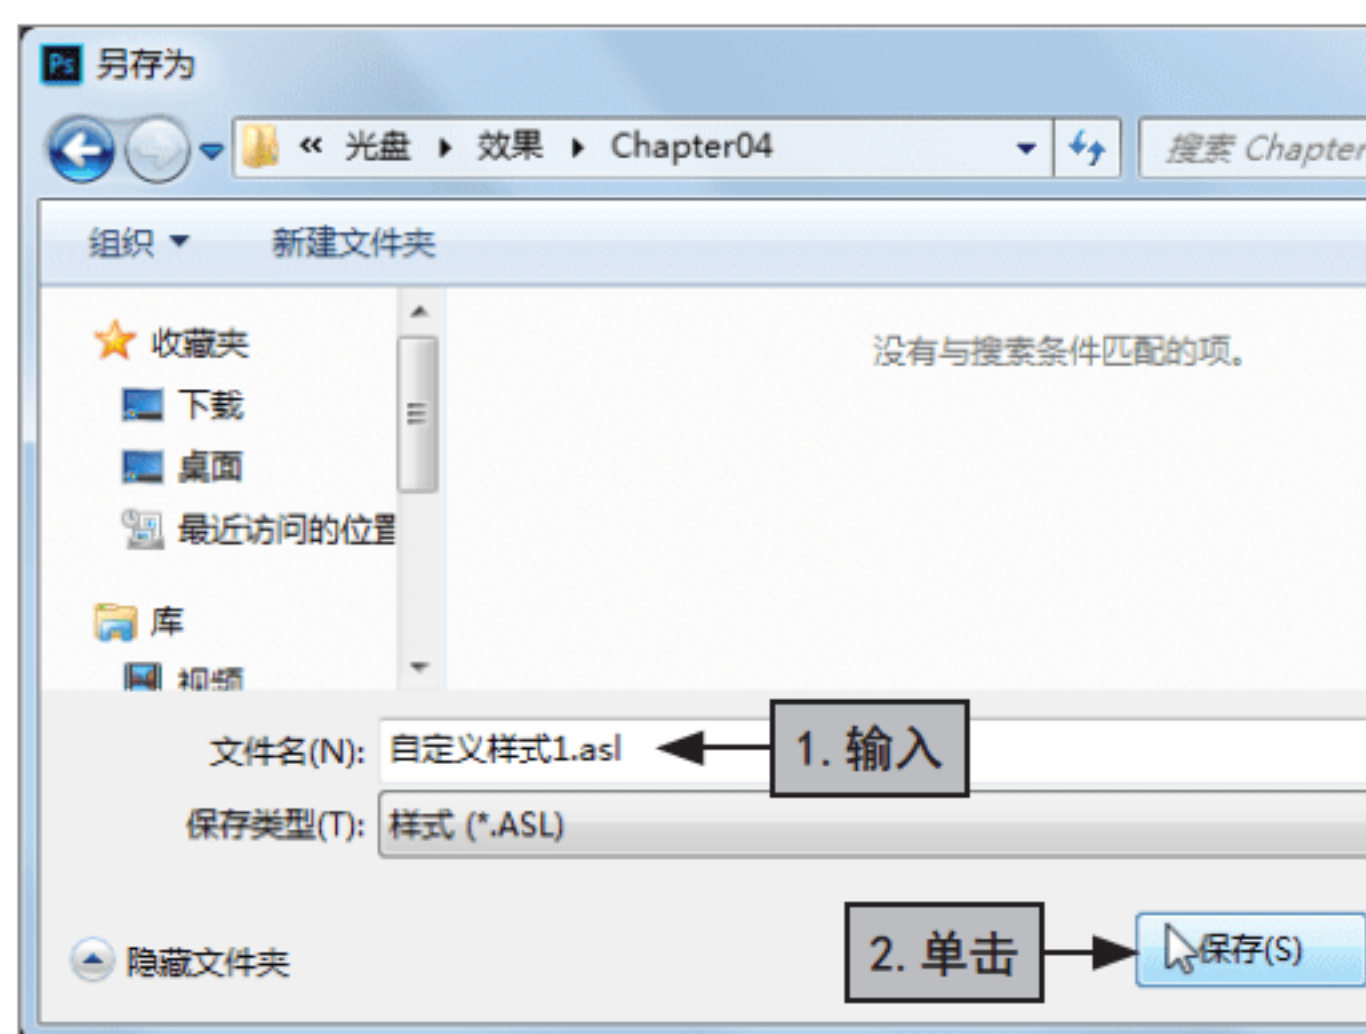 Ps 另存为
« 光盘 ▸ 效果 ▸ Chapter04 搜索 Chapter
组织 新建文件夹
收藏夹
没有与搜索条件匹配的项。
下载
桌面
最近访问的位置
库
视频
文件名(N): 自定义样式1.asl
1. 输入
保存类型(T): 样式 (*.ASL)
隐藏文件夹
2. 单击
保存(S)